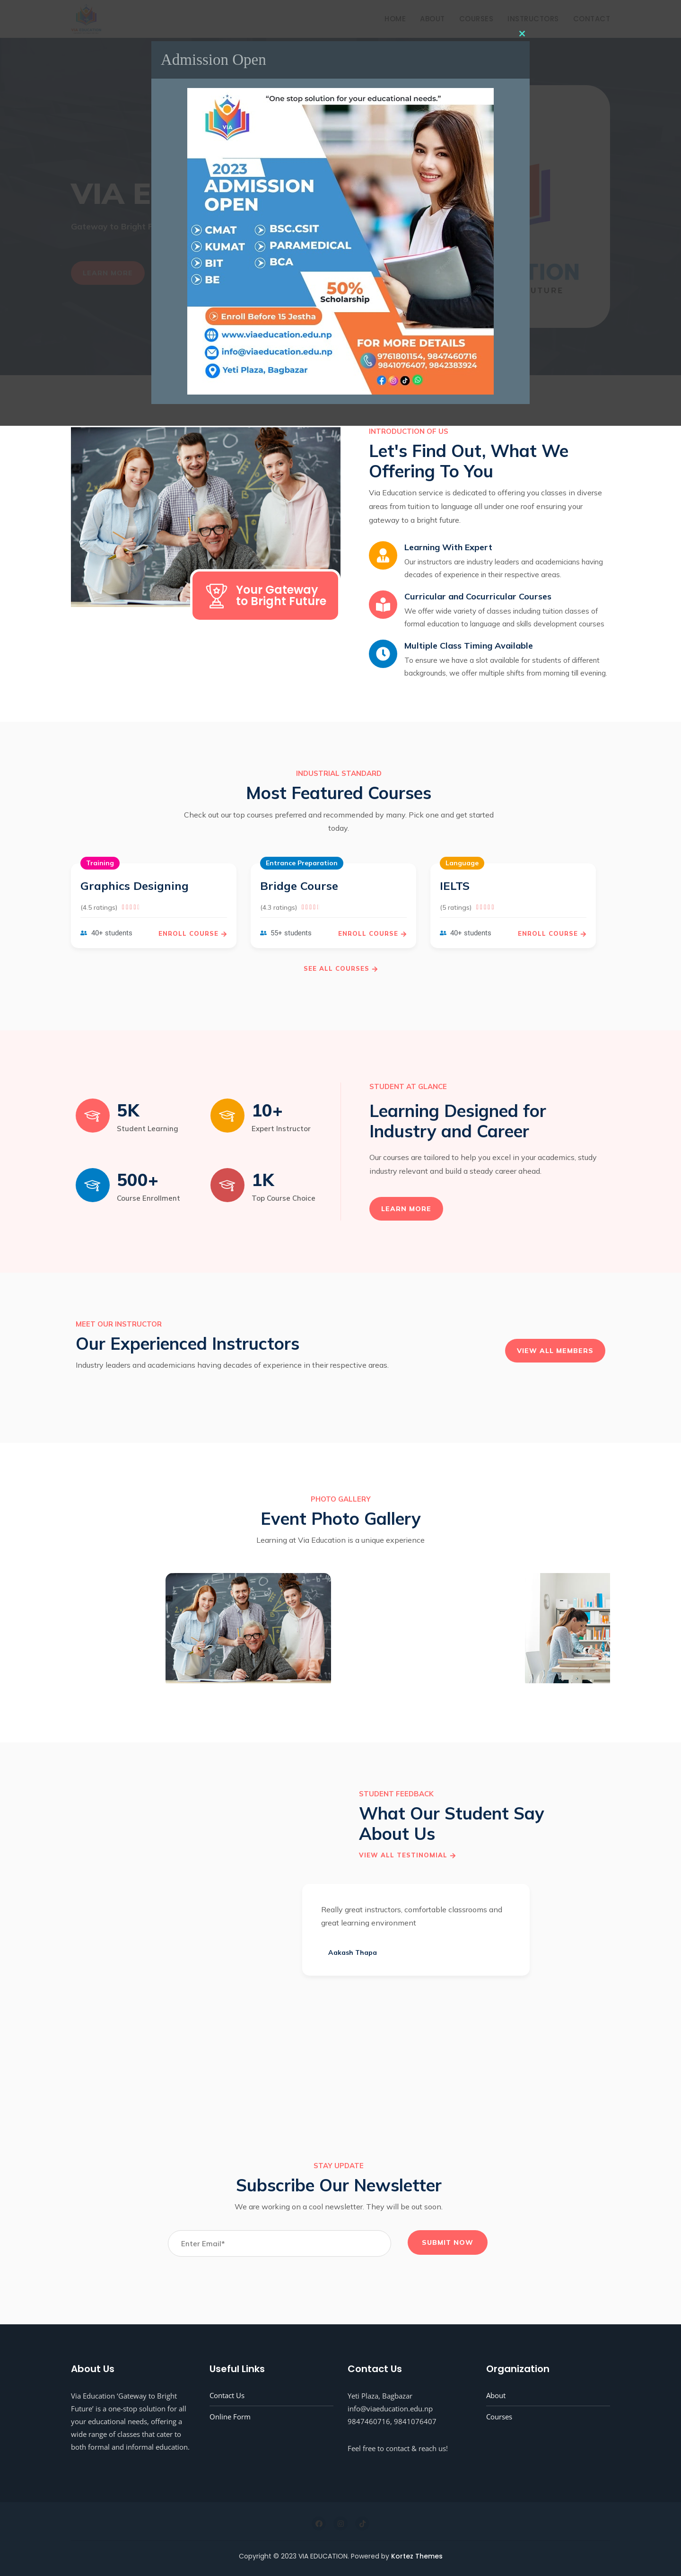 HOME ABOUT COURSES INSTRUCTORS CONTACT
Admission Open
"One stop solution for your educational needs."
VIA
2023
ADMISSION
OPEN
CMAT
KUMAT
BIT
BE
BSC.CSIT
PARAMEDICAL
BCA
50%
Scholarship
Enroll Before 15 Jestha
www.viaeducation.edu.np
info@viaeducation.edu.np
Yeti Plaza, Bagbazar
FOR MORE DETAILS
9761801154, 9847460716
9841076407, 9842383924
VIA E
Gateway to Bright F
LEARN MORE
TION
FUTURE
INTRODUCTION OF US
Let's Find Out, What We
Offering To You
Via Education service is dedicated to offering you classes in diverse
areas from tuition to language all under one roof ensuring your
gateway to a bright future.
Your Gateway
to Bright Future
Learning With Expert
Our instructors are industry leaders and academicians having
decades of experience in their respective areas.
Curricular and Cocurricular Courses
We offer wide variety of classes including tuition classes of
formal education to language and skills development courses
Multiple Class Timing Available
To ensure we have a slot available for students of different
backgrounds, we offer multiple shifts from morning till evening.
INDUSTRIAL STANDARD
Most Featured Courses
Check out our top courses preferred and recommended by many. Pick one and get started
today.
Training
Graphics Designing
(4.5 ratings)
40+ students
ENROLL COURSE
Entrance Preparation
Bridge Course
(4.3 ratings)
55+ students
ENROLL COURSE
Language
IELTS
(5 ratings)
40+ students
ENROLL COURSE
SEE ALL COURSES
5K
Student Learning
10+
Expert Instructor
500+
Course Enrollment
1K
Top Course Choice
STUDENT AT GLANCE
Learning Designed for
Industry and Career
Our courses are tailored to help you excel in your academics, study
industry relevant and build a steady career ahead.
LEARN MORE
MEET OUR INSTRUCTOR
Our Experienced Instructors
Industry leaders and academicians having decades of experience in their respective areas.
VIEW ALL MEMBERS
PHOTO GALLERY
Event Photo Gallery
Learning at Via Education is a unique experience
STUDENT FEEDBACK
What Our Student Say
About Us
VIEW ALL TESTINOMIAL
Really great instructors, comfortable classrooms and
great learning environment
Aakash Thapa
STAY UPDATE
Subscribe Our Newsletter
We are working on a cool newsletter. They will be out soon.
Enter Email*
SUBMIT NOW
About Us
Via Education 'Gateway to Bright
Future' is a one-stop solution for all
your educational needs, offering a
wide range of classes that cater to
both formal and informal education.
Useful Links
Contact Us
Online Form
Contact Us
Yeti Plaza, Bagbazar
info@viaeducation.edu.np
9847460716, 9841076407
Feel free to contact & reach us!
Organization
About
Courses
Copyright © 2023 VIA EDUCATION. Powered by Kortez Themes